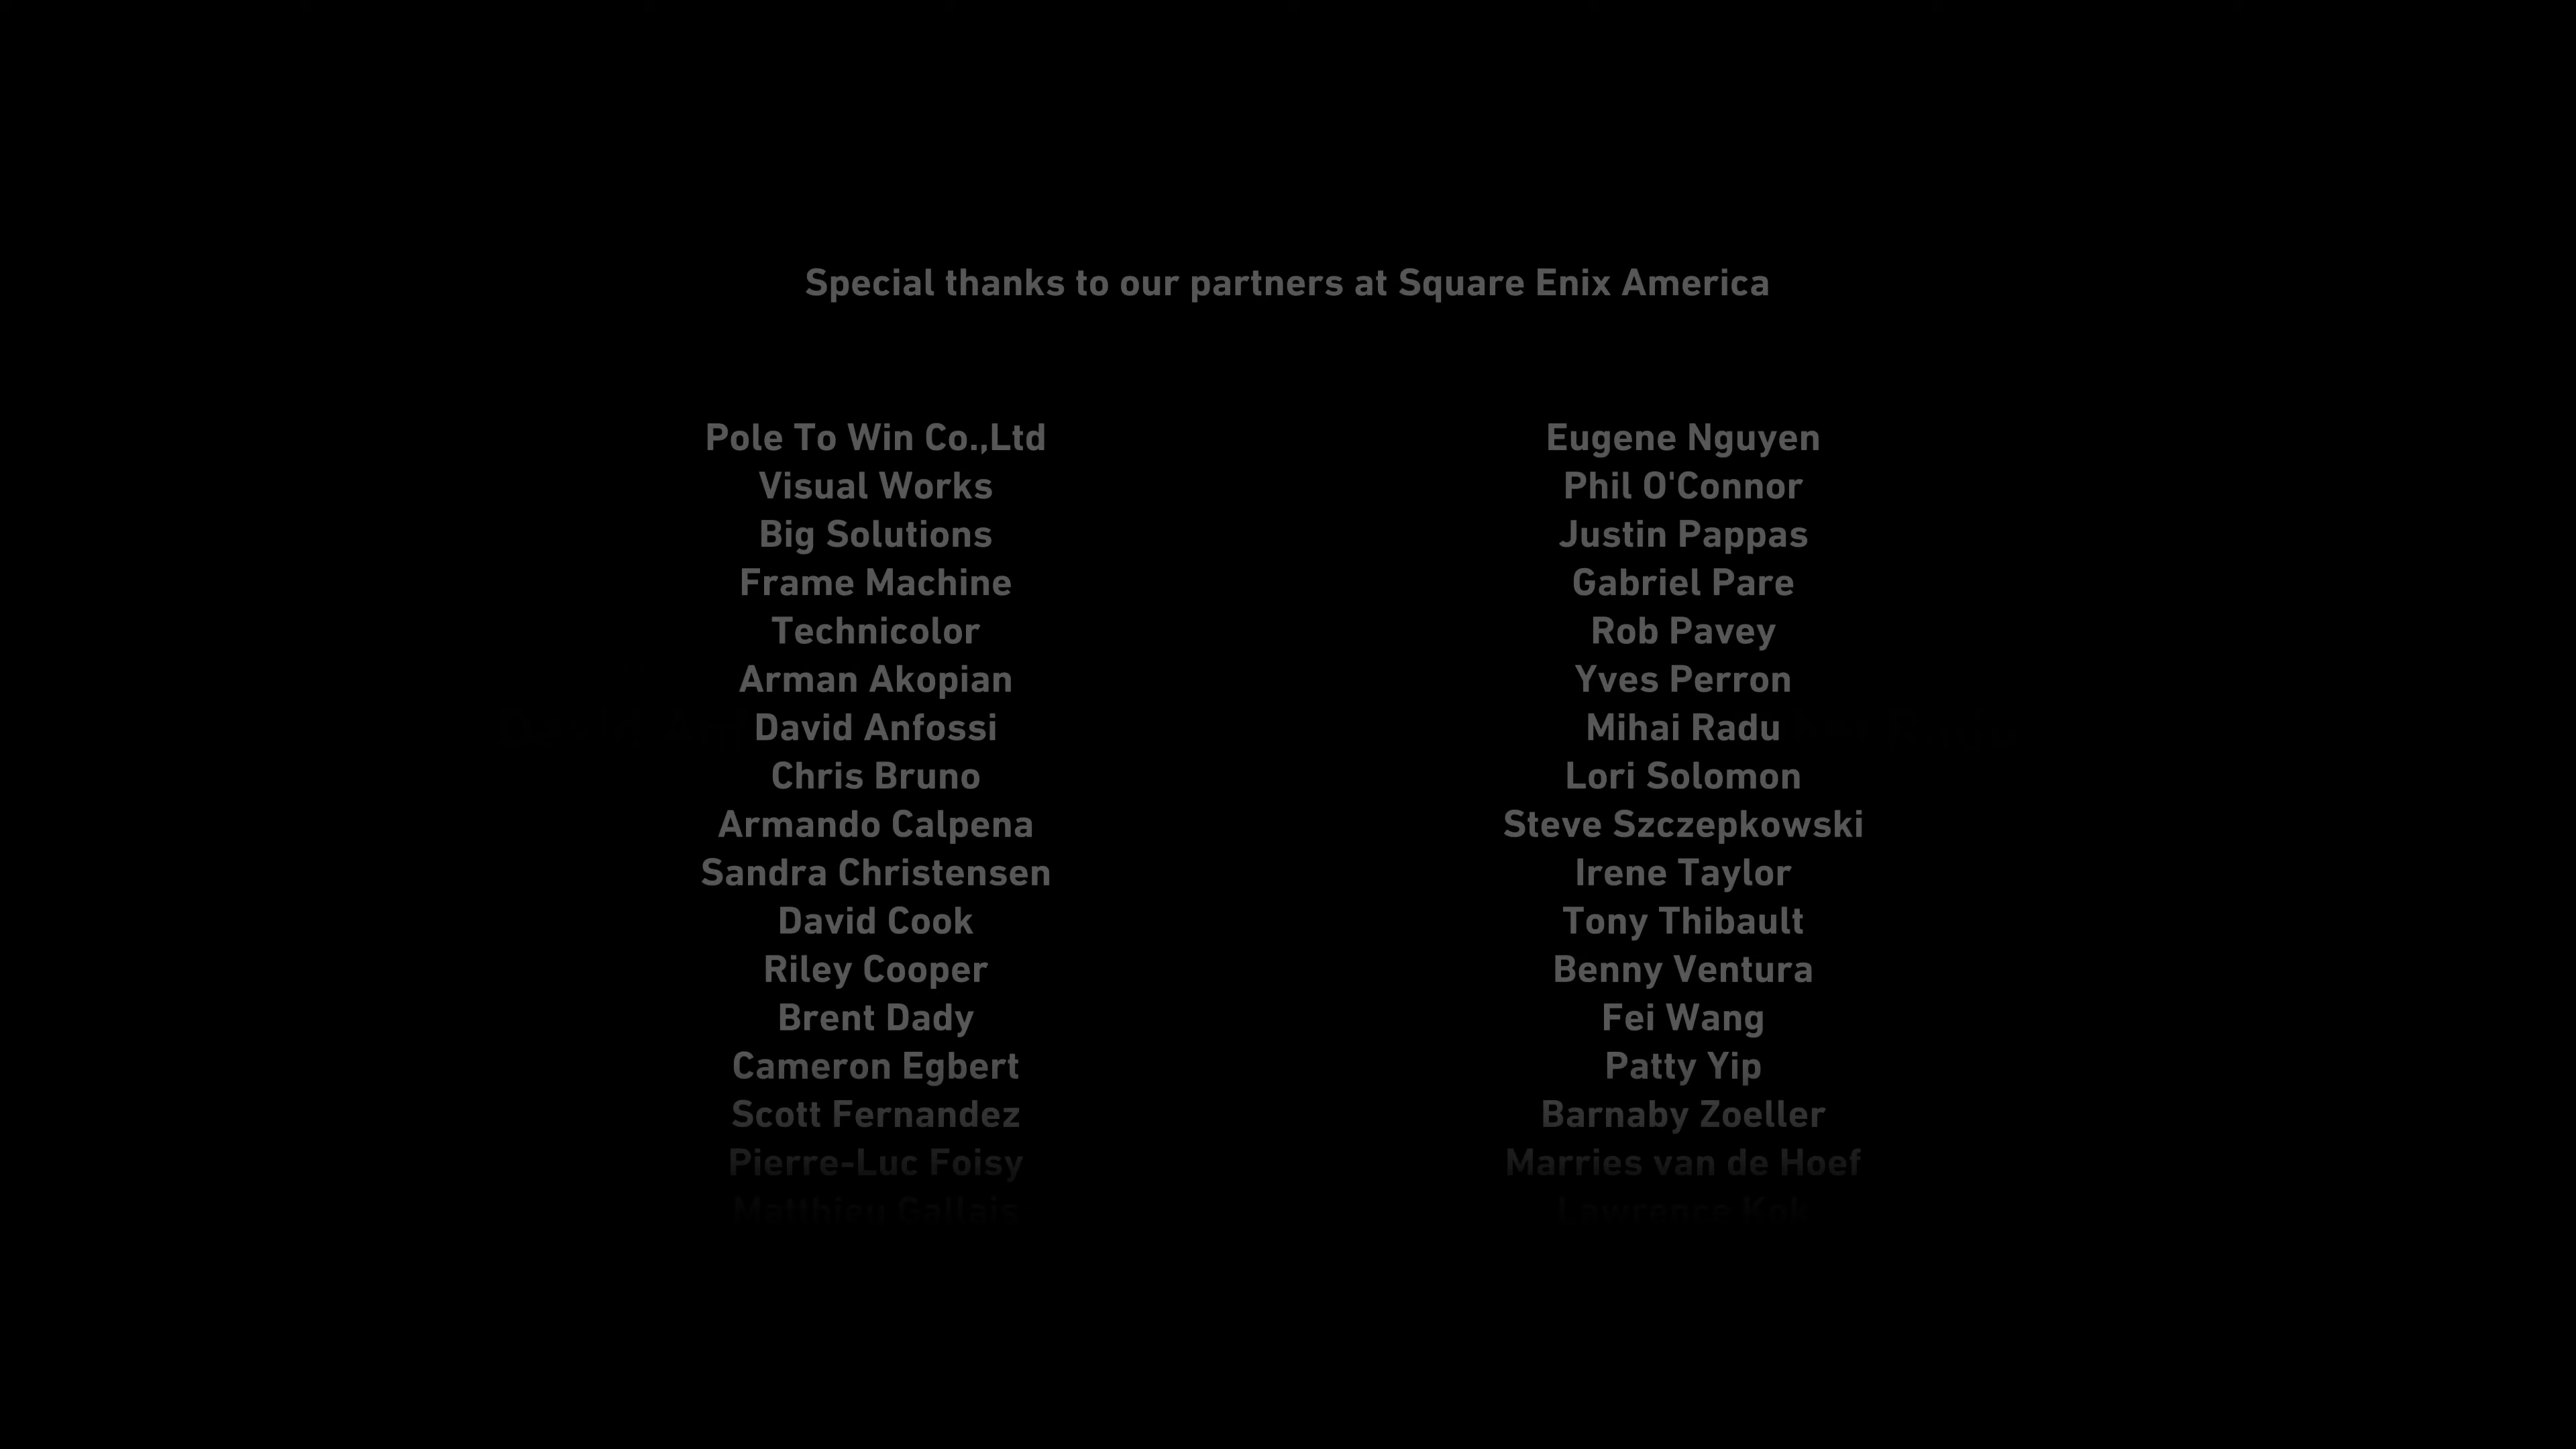 Special thanks to our partners at Square Enix America
Pole To Win Co.,Ltd
Visual Works
Big Solutions
Frame Machine
Technicolor
Arman Akopian
David Anfossi
Chris Bruno
Armando Calpena
Sandra Christensen
David Cook
Riley Cooper
Brent Dady
Cameron Egbert
Scott Fernandez
Pierre-Luc Foisy
Matthieu Gallais
Eugene Nguyen
Phil O'Connor
Justin Pappas
Gabriel Pare
Rob Pavey
Yves Perron
Mihai Radu
Lori Solomon
Steve Szczepkowski
Irene Taylor
Tony Thibault
Benny Ventura
Fei Wang
Patty Yip
Barnaby Zoeller
Marries van de Hoef
Lawrence Kok